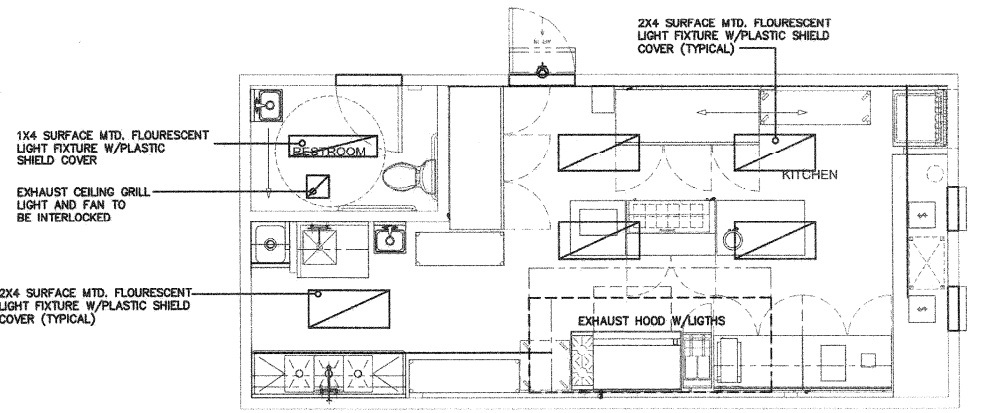 2X4 SURFACE MTD. FLOURESCENT
LIGHT FIXTURE W/PLASTIC SHIELD
COVER (TYPICAL)
1X4 SURFACE MTD. FLOURESCENT
LIGHT FIXTURE W/PLASTIC
SHIELD COVER
RESTROOM
KITCHEN
EXHAUST CEILING GRILL
LIGHT AND FAN TO
BE INTERLOCKED
2X4 SURFACE MTD. FLOURESCENT
LIGHT FIXTURE W/PLASTIC SHIELD
COVER (TYPICAL)
EXHAUST HOOD W/LIGTHS